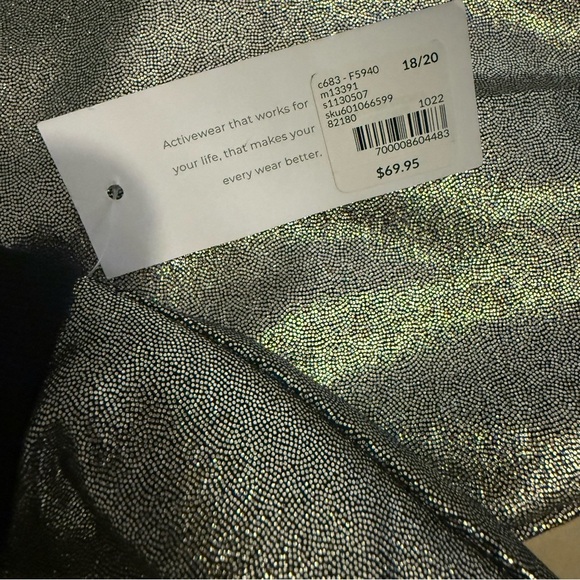 Activewear that works for
your life, that makes your
every wear better.
c683 - F5940 18/20
m13391
s1130507
sku601066599
82180 1022
700008604483
$69.95